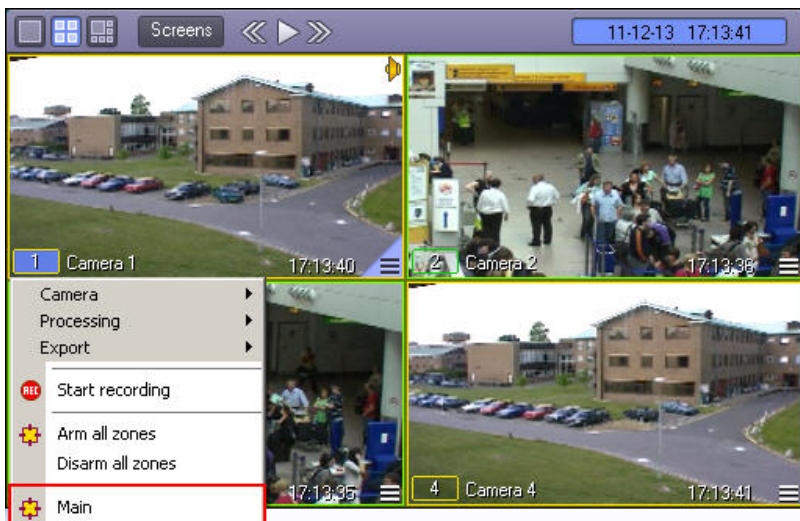 Screens
11-12-13 17:13:41
1 Camera 1 17:13:40
2 Camera 2 17:13:36
Camera
Processing
Export
REC Start recording
Arm all zones
Disarm all zones
Main
17:13:35
4 Camera 4 17:13:41